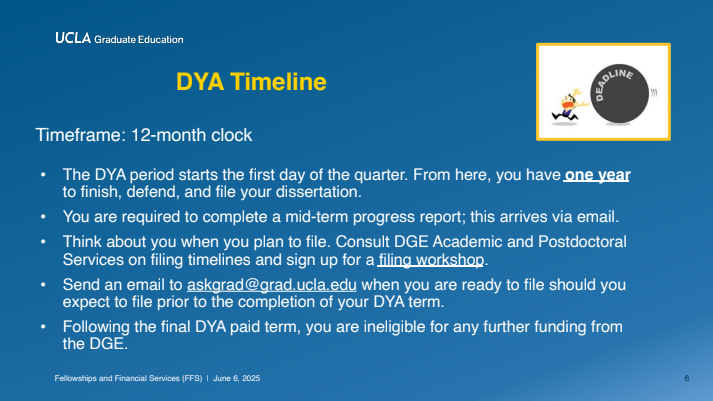 UCLA Graduate Education
DYA Timeline
DEADLINE
Timeframe: 12-month clock
• The DYA period starts the first day of the quarter. From here, you have one year
to finish, defend, and file your dissertation.
• You are required to complete a mid-term progress report; this arrives via email.
• Think about you when you plan to file. Consult DGE Academic and Postdoctoral
Services on filing timelines and sign up for a filing workshop.
• Send an email to askgrad@grad.ucla.edu when you are ready to file should you
expect to file prior to the completion of your DYA term.
• Following the final DYA paid term, you are ineligible for any further funding from
the DGE.
Fellowships and Financial Services (FFS) | June 6, 2025
6